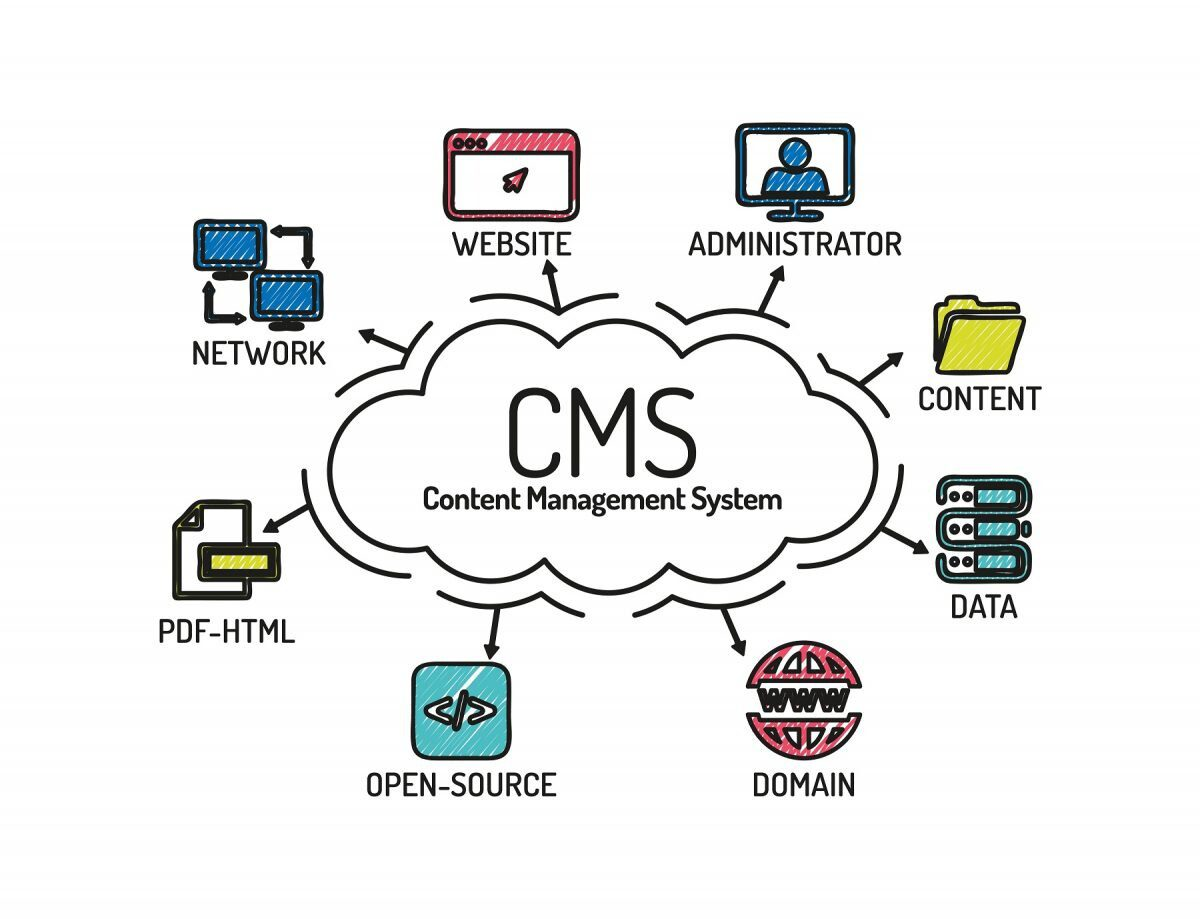 WEBSITE
ADMINISTRATOR
NETWORK
CONTENT
CMS
Content Management System
DATA
PDF-HTML
WWW
OPEN-SOURCE
DOMAIN